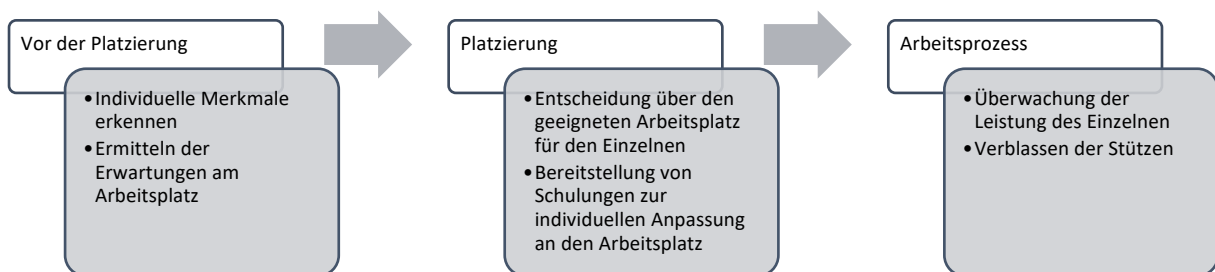 Vor der Platzierung
•Individuelle Merkmale
erkennen
•Ermitteln der
Erwartungen am
Arbeitsplatz
Platzierung
•Entscheidung über den
geeigneten Arbeitsplatz
für den Einzelnen
•Bereitstellung von
Schulungen zur
individuellen Anpassung
an den Arbeitsplatz
Arbeitsprozess
•Überwachung der
Leistung des Einzelnen
•Verblassen der Stützen